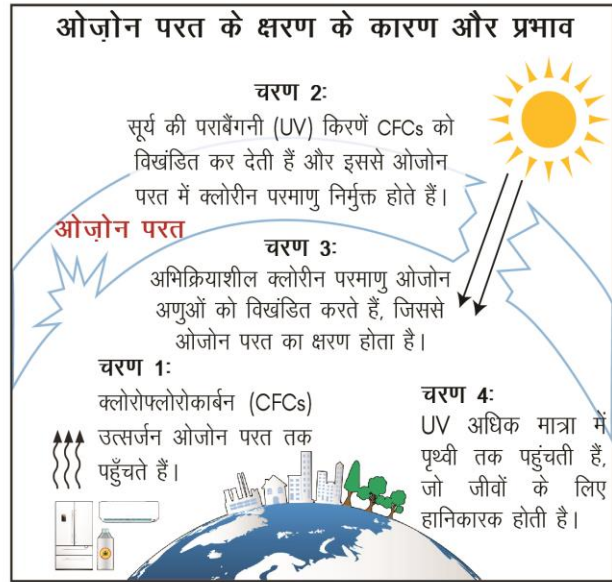 ओज़ोन परत के क्षरण के कारण और प्रभाव
चरण 2:
सूर्य की पराबैंगनी (UV) किरणें CFCs को
विखंडित कर देती हैं और इससे ओजोन
परत में क्लोरीन परमाणु निर्मुक्त होते हैं।
ओज़ोन परत
चरण 3:
अभिक्रियाशील क्लोरीन परमाणु ओजोन
अणुओं को विखंडित करते हैं, जिससे
ओजोन परत का क्षरण होता है।
चरण 1:
क्लोरोफ्लोरोकार्बन (CFCs)
उत्सर्जन ओजोन परत तक
पहुँचते हैं।
चरण 4:
UV अधिक मात्रा में
पृथ्वी तक पहुंचती हैं,
जो जीवों के लिए
हानिकारक होती है।